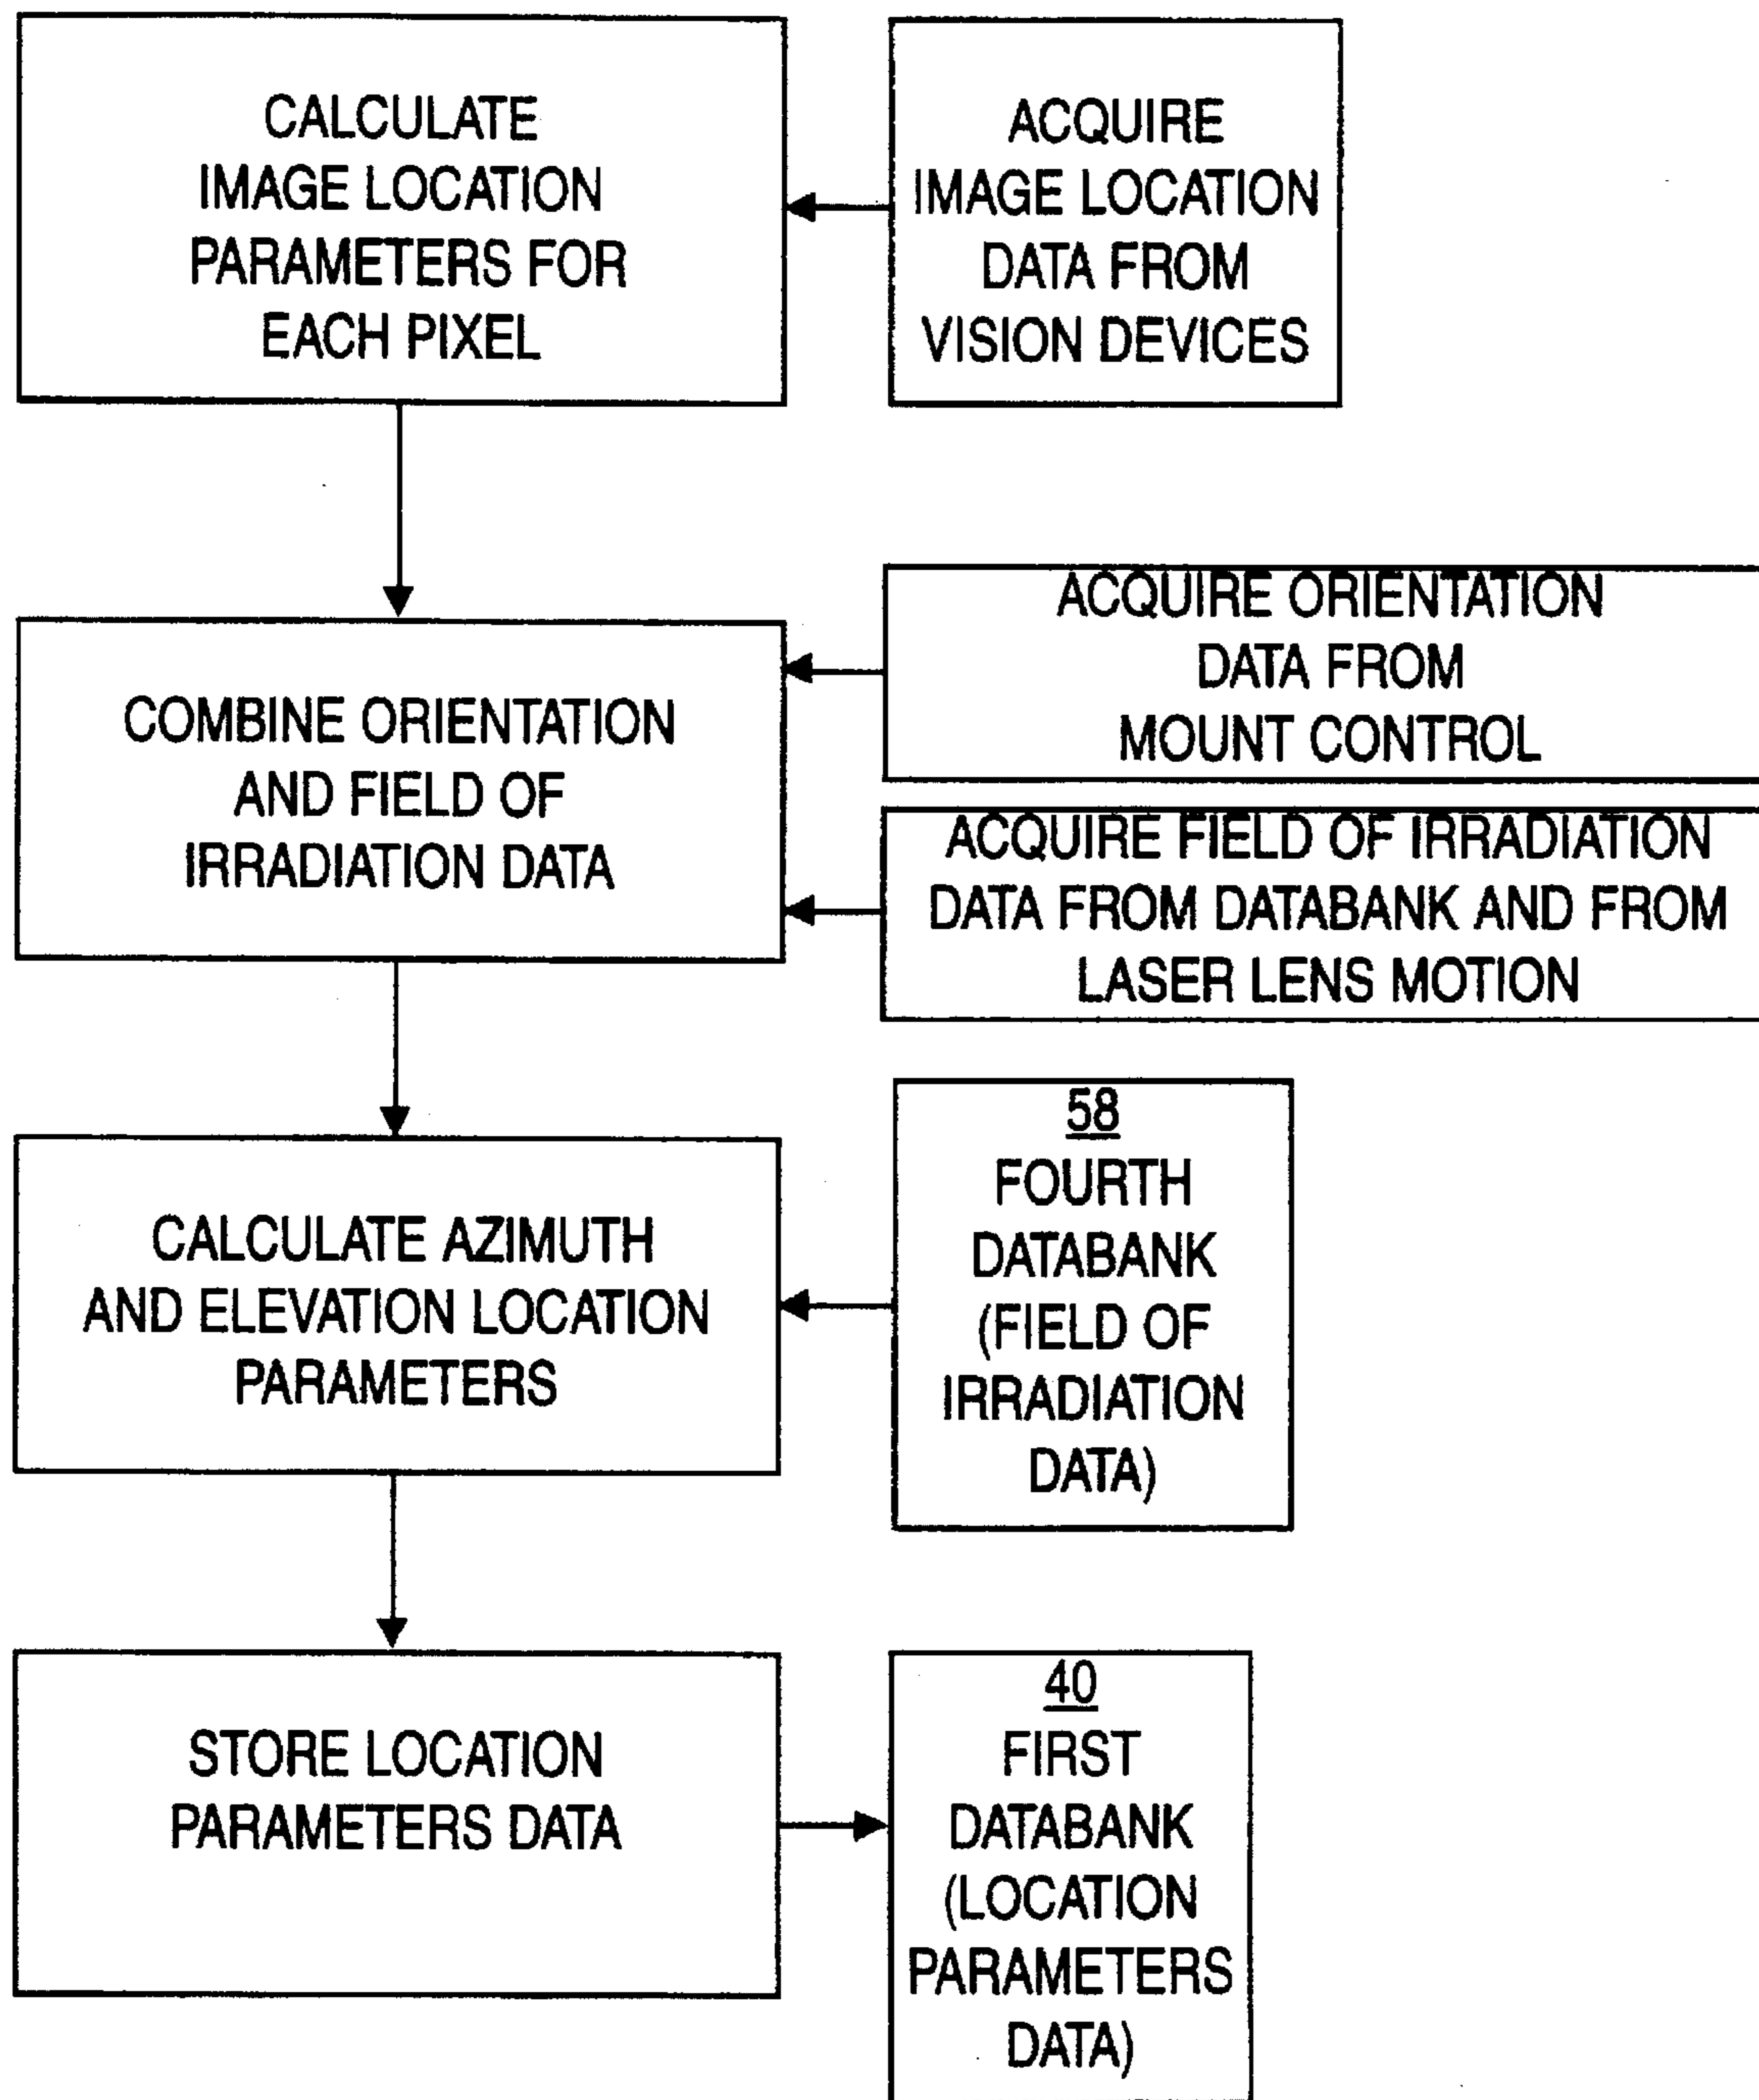 CALCULATE
IMAGE LOCATION
PARAMETERS FOR
EACH PIXEL
ACQUIRE
IMAGE LOCATION
DATA FROM
VISION DEVICES
COMBINE ORIENTATION
AND FIELD OF
IRRADIATION DATA
ACQUIRE ORIENTATION
DATA FROM
MOUNT CONTROL
ACQUIRE FIELD OF IRRADIATION
DATA FROM DATABANK AND FROM
LASER LENS MOTION
CALCULATE AZIMUTH
AND ELEVATION LOCATION
PARAMETERS
58
FOURTH
DATABANK
(FIELD OF
IRRADIATION
DATA)
STORE LOCATION
PARAMETERS DATA
40
FIRST
DATABANK
(LOCATION
PARAMETERS
DATA)